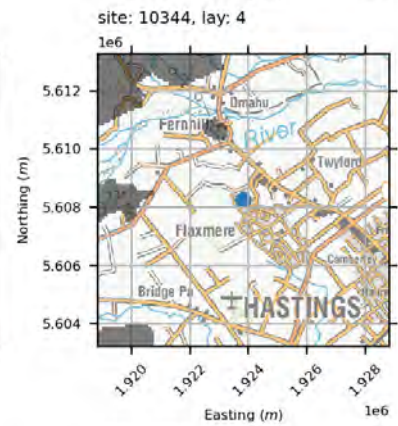 site: 10344, lay: 4
1e6
5.612
5.610
5.608
5.606
5.604
Northing (m)
Omahu
Fernhill
River
Twyford
Flaxmere
Camberley
Bridge Pa
HASTINGS
1.920
1.922
1.924
1.926
1.928
1e6
Easting (m)